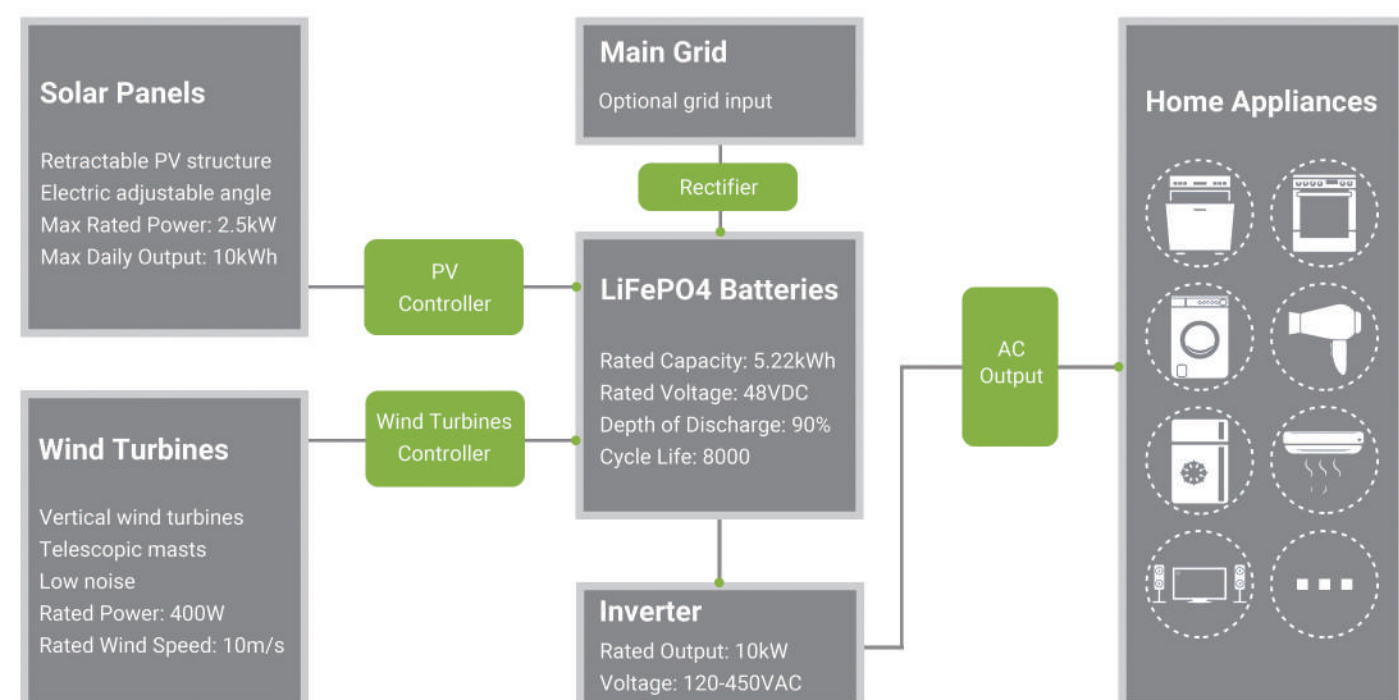 Solar Panels
Retractable PV structure
Electric adjustable angle
Max Rated Power: 2.5kW
Max Daily Output: 10kWh
PV
Controller
Wind Turbines
Vertical wind turbines
Telescopic masts
Low noise
Rated Power: 400W
Rated Wind Speed: 10m/s
Wind Turbines
Controller
Main Grid
Optional grid input
Rectifier
LiFePO4 Batteries
Rated Capacity: 5.22kWh
Rated Voltage: 48VDC
Depth of Discharge: 90%
Cycle Life: 8000
Inverter
Rated Output: 10kW
Voltage: 120-450VAC
AC
Output
Home Appliances